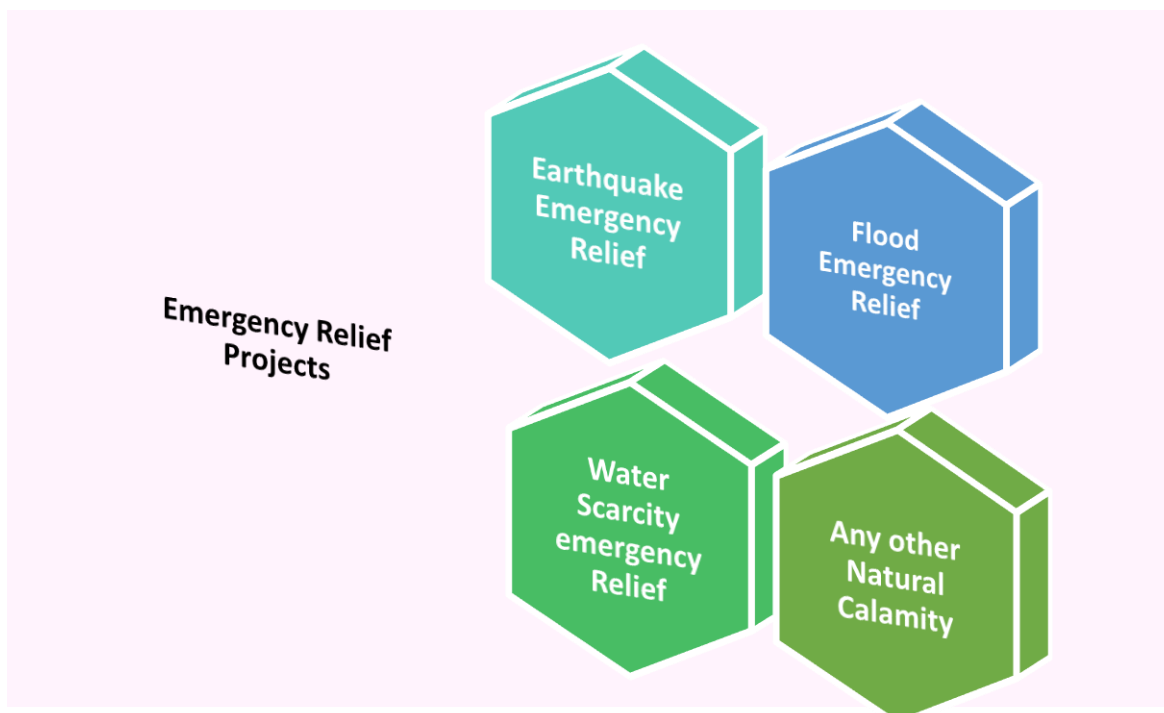 Emergency Relief
Projects
Earthquake
Emergency
Relief
Flood
Emergency
Relief
Water
Scarcity
emergency
Relief
Any other
Natural
Calamity